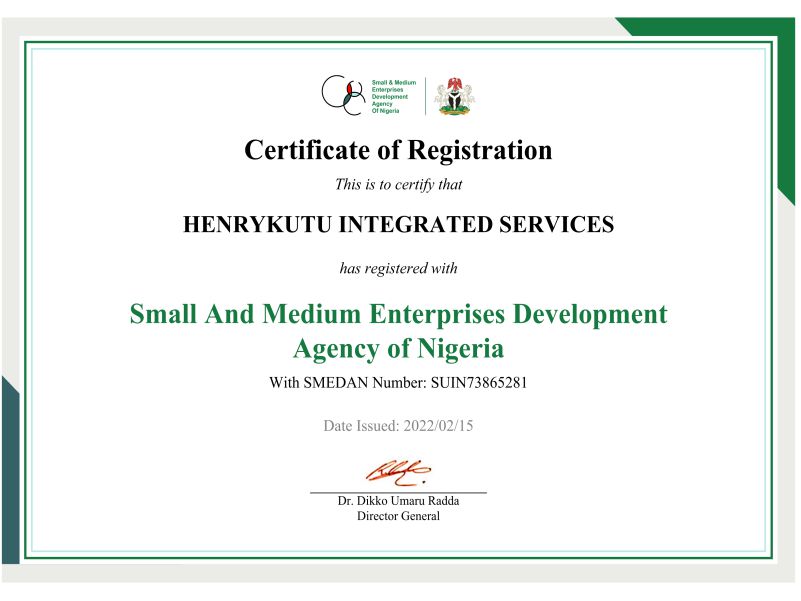 Small & Medium
Enterprises
Development
Agency
Of Nigeria
Certificate of Registration
This is to certify that
HENRYKUTU INTEGRATED SERVICES
has registered with
Small And Medium Enterprises Development
Agency of Nigeria
With SMEDAN Number: SUIN73865281
Date Issued: 2022/02/15
Dr. Dikko Umaru Radda
Director General